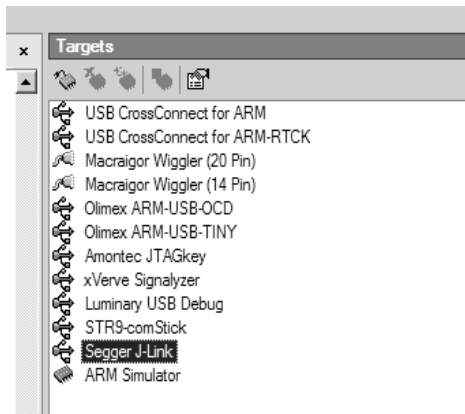 Targets
USB CrossConnect for ARM
USB CrossConnect for ARM-RTCK
Macraigor Wiggler (20 Pin)
Macraigor Wiggler (14 Pin)
Olimex ARM-USB-OCD
Olimex ARM-USB-TINY
Amontec JTAGkey
xVerve Signalyzer
Luminary USB Debug
STR9-comStick
Segger J-Link
ARM Simulator